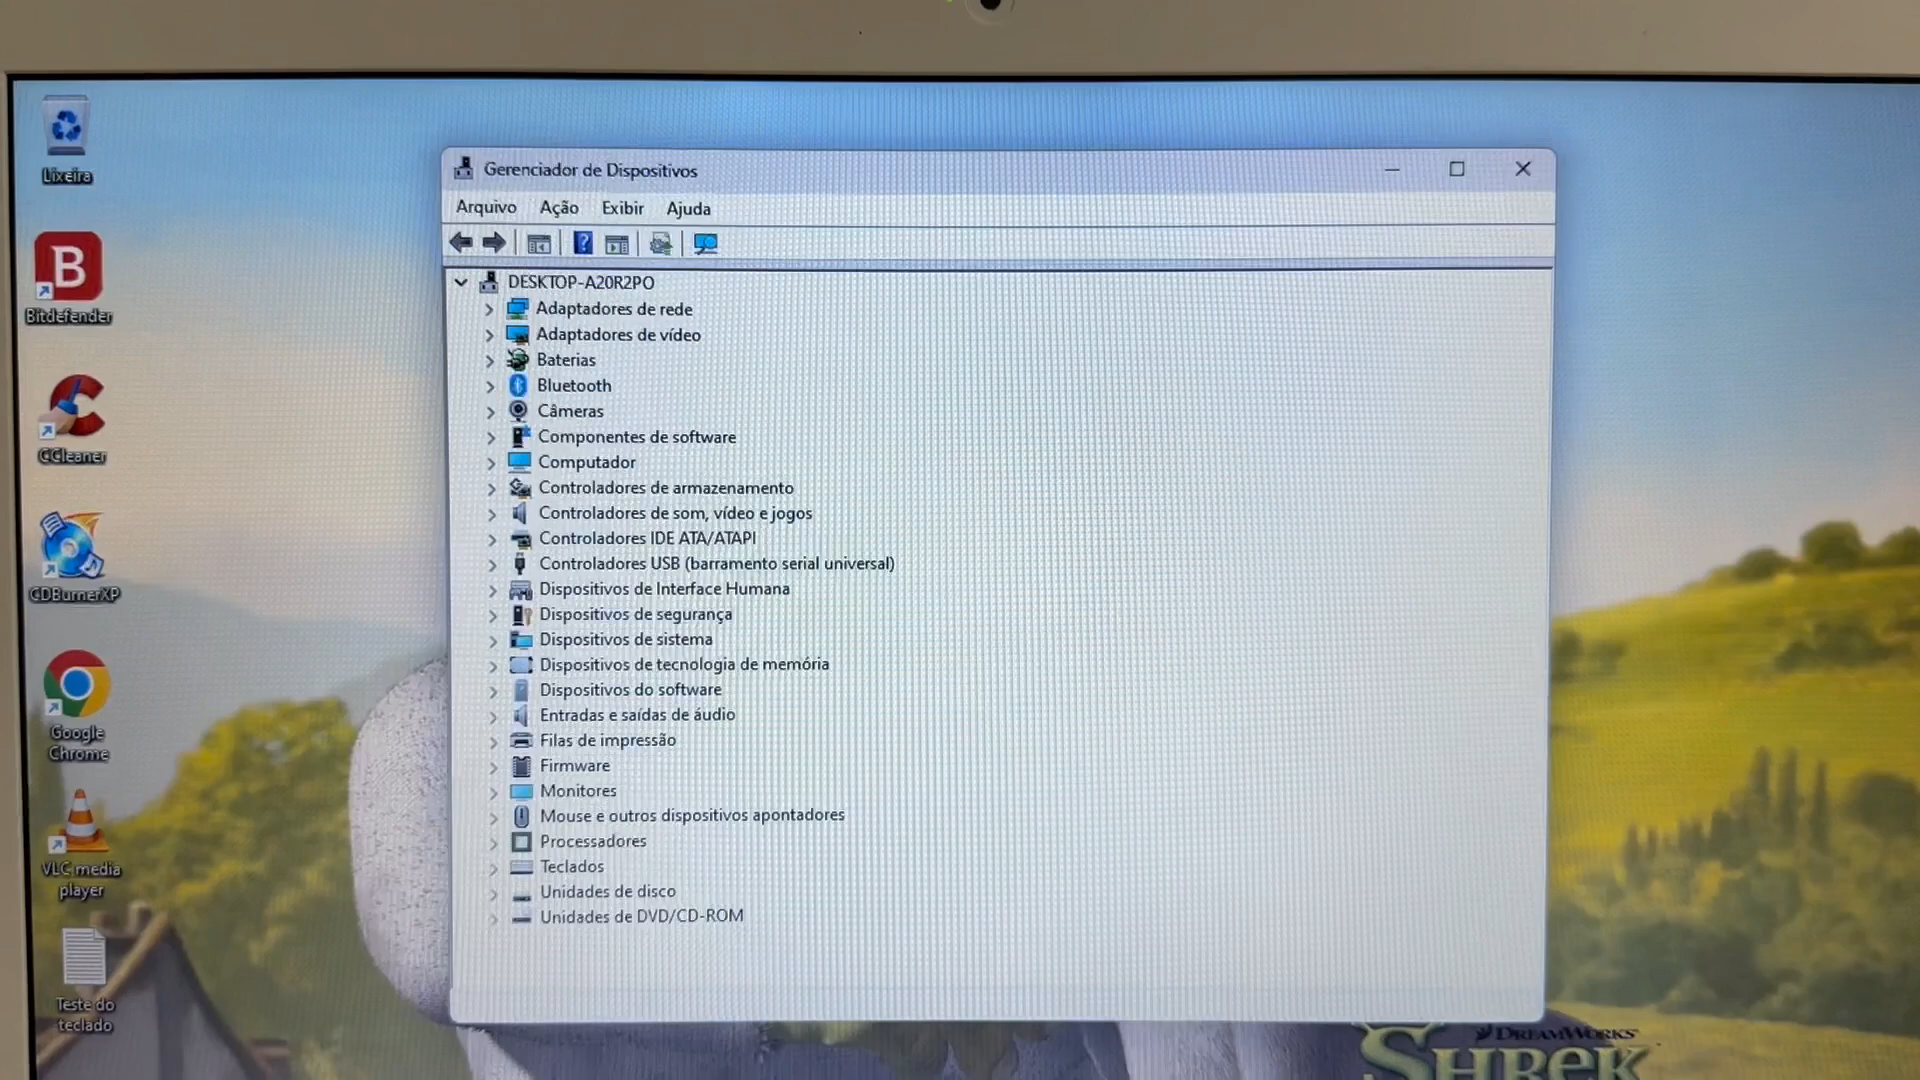 Lixeira
Bitdefender
CCleaner
CDBurnerXP
Google
Chrome
VLC media
player
Teste do
teclado
Gerenciador de Dispositivos
Arquivo Ação Exibir Ajuda
DESKTOP-A20R2PO
Adaptadores de rede
Adaptadores de vídeo
Baterias
Bluetooth
Câmeras
Componentes de software
Computador
Controladores de armazenamento
Controladores de som, vídeo e jogos
Controladores IDE ATA/ATAPI
Controladores USB (barramento serial universal)
Dispositivos de Interface Humana
Dispositivos de segurança
Dispositivos de sistema
Dispositivos de tecnologia de memória
Dispositivos do software
Entradas e saídas de áudio
Filas de impressão
Firmware
Monitores
Mouse e outros dispositivos apontadores
Processadores
Teclados
Unidades de disco
Unidades de DVD/CD-ROM
DREAMWORKS
SHREK